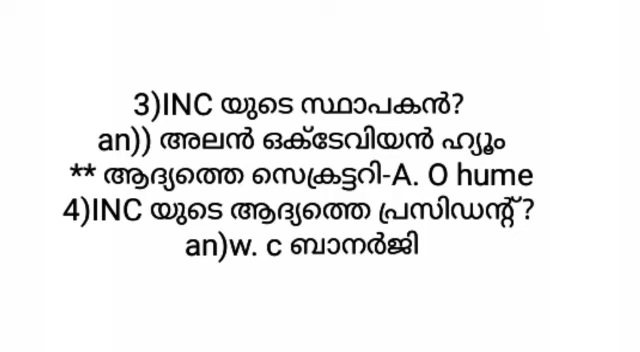 3)INC യുടെ സ്ഥാപകൻ?
an)) അലൻ ഒക്ടേവിയൻ ഹ്യൂം
** ആദ്യത്തെ സെക്രട്ടറി-A. O hume
4)INC യുടെ ആദ്യത്തെ പ്രസിഡന്റ്?
an)w. c ബാനർജി